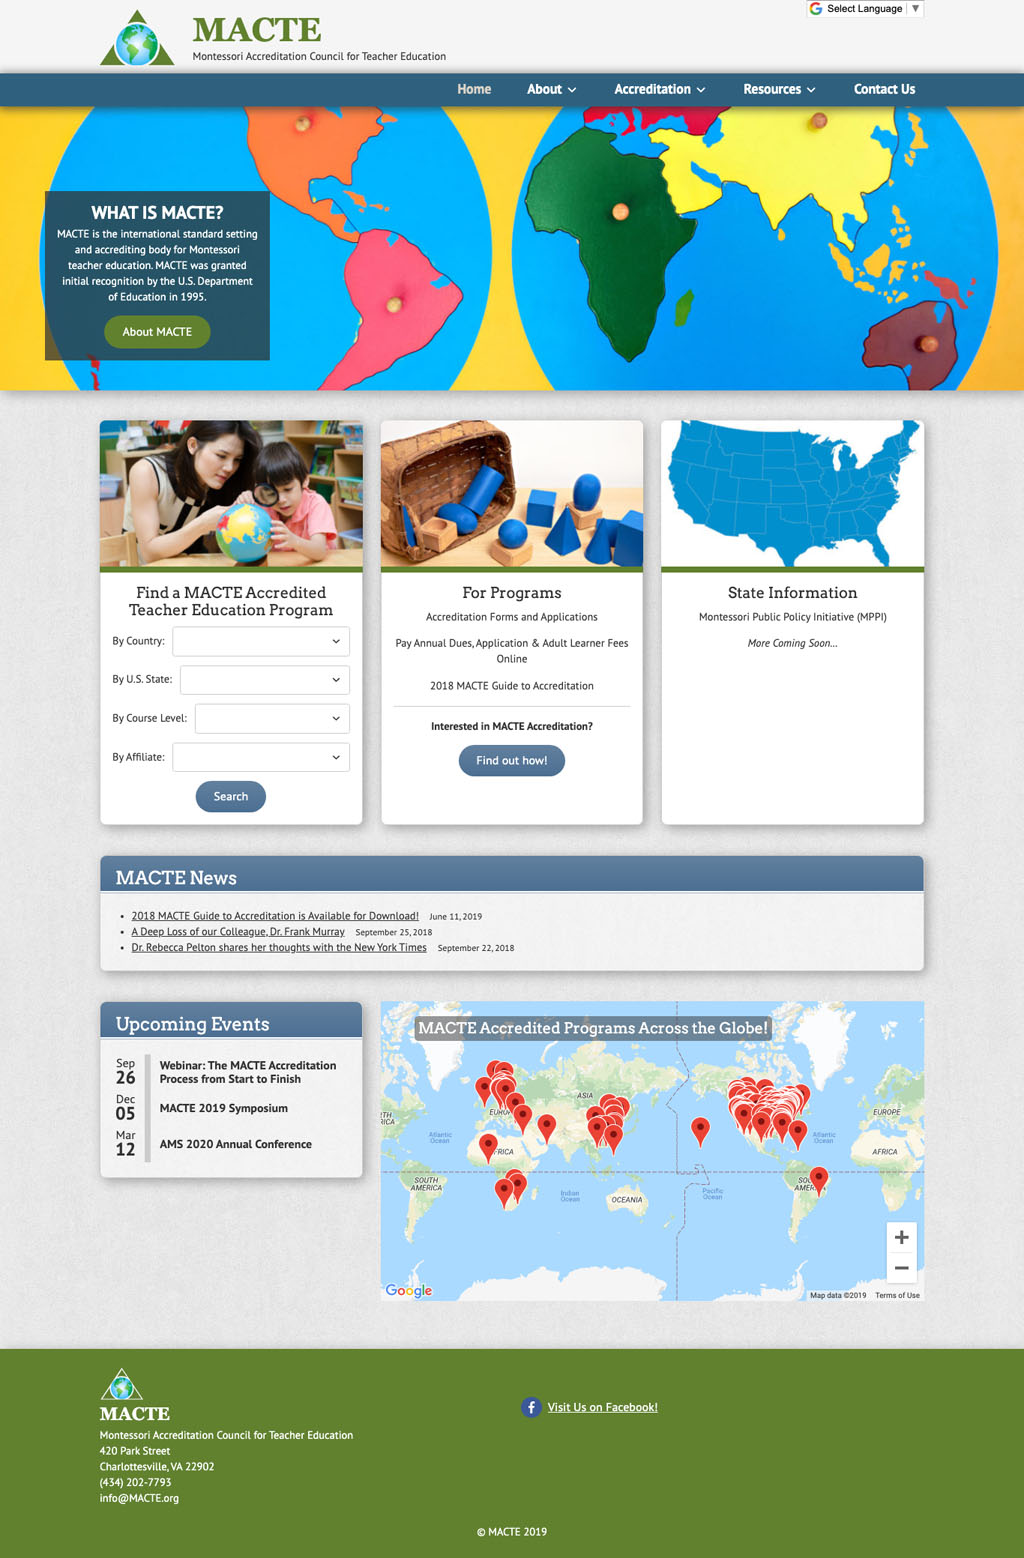 Select Language ▼
MACTE
Montessori Accreditation Council for Teacher Education
Home
About
Accreditation
Resources
Contact Us
WHAT IS MACTE?
MACTE is the international standard setting
and accrediting body for Montessori
teacher education. MACTE was granted
initial recognition by the U.S. Department
of Education in 1995.
About MACTE
Find a MACTE Accredited
Teacher Education Program
By Country:
By U.S. State:
By Course Level:
By Affiliate:
Search
For Programs
Accreditation Forms and Applications
Pay Annual Dues, Application & Adult Learner Fees
Online
2018 MACTE Guide to Accreditation
Interested in MACTE Accreditation?
Find out how!
State Information
Montessori Public Policy Initiative (MPPI)
More Coming Soon...
MACTE News
• 2018 MACTE Guide to Accreditation is Available for Download! June 11, 2019
• A Deep Loss of our Colleague, Dr. Frank Murray September 25, 2018
• Dr. Rebecca Pelton shares her thoughts with the New York Times September 22, 2018
Upcoming Events
Sep
26
Webinar: The MACTE Accreditation
Process from Start to Finish
Dec
05
MACTE 2019 Symposium
Mar
12
AMS 2020 Annual Conference
MACTE Accredited Programs Across the Globe!
ASIA
EUROPE
Atlantic
Ocean
Atlantic
Ocean
AFRICA
SOUTH
AMERICA
Indian
Ocean
OCEANIA
Pacific
Ocean
+
−
Google
Map data ©2019
Terms of Use
MACTE
Montessori Accreditation Council for Teacher Education
420 Park Street
Charlottesville, VA 22902
(434) 202-7793
info@MACTE.org
Visit Us on Facebook!
© MACTE 2019